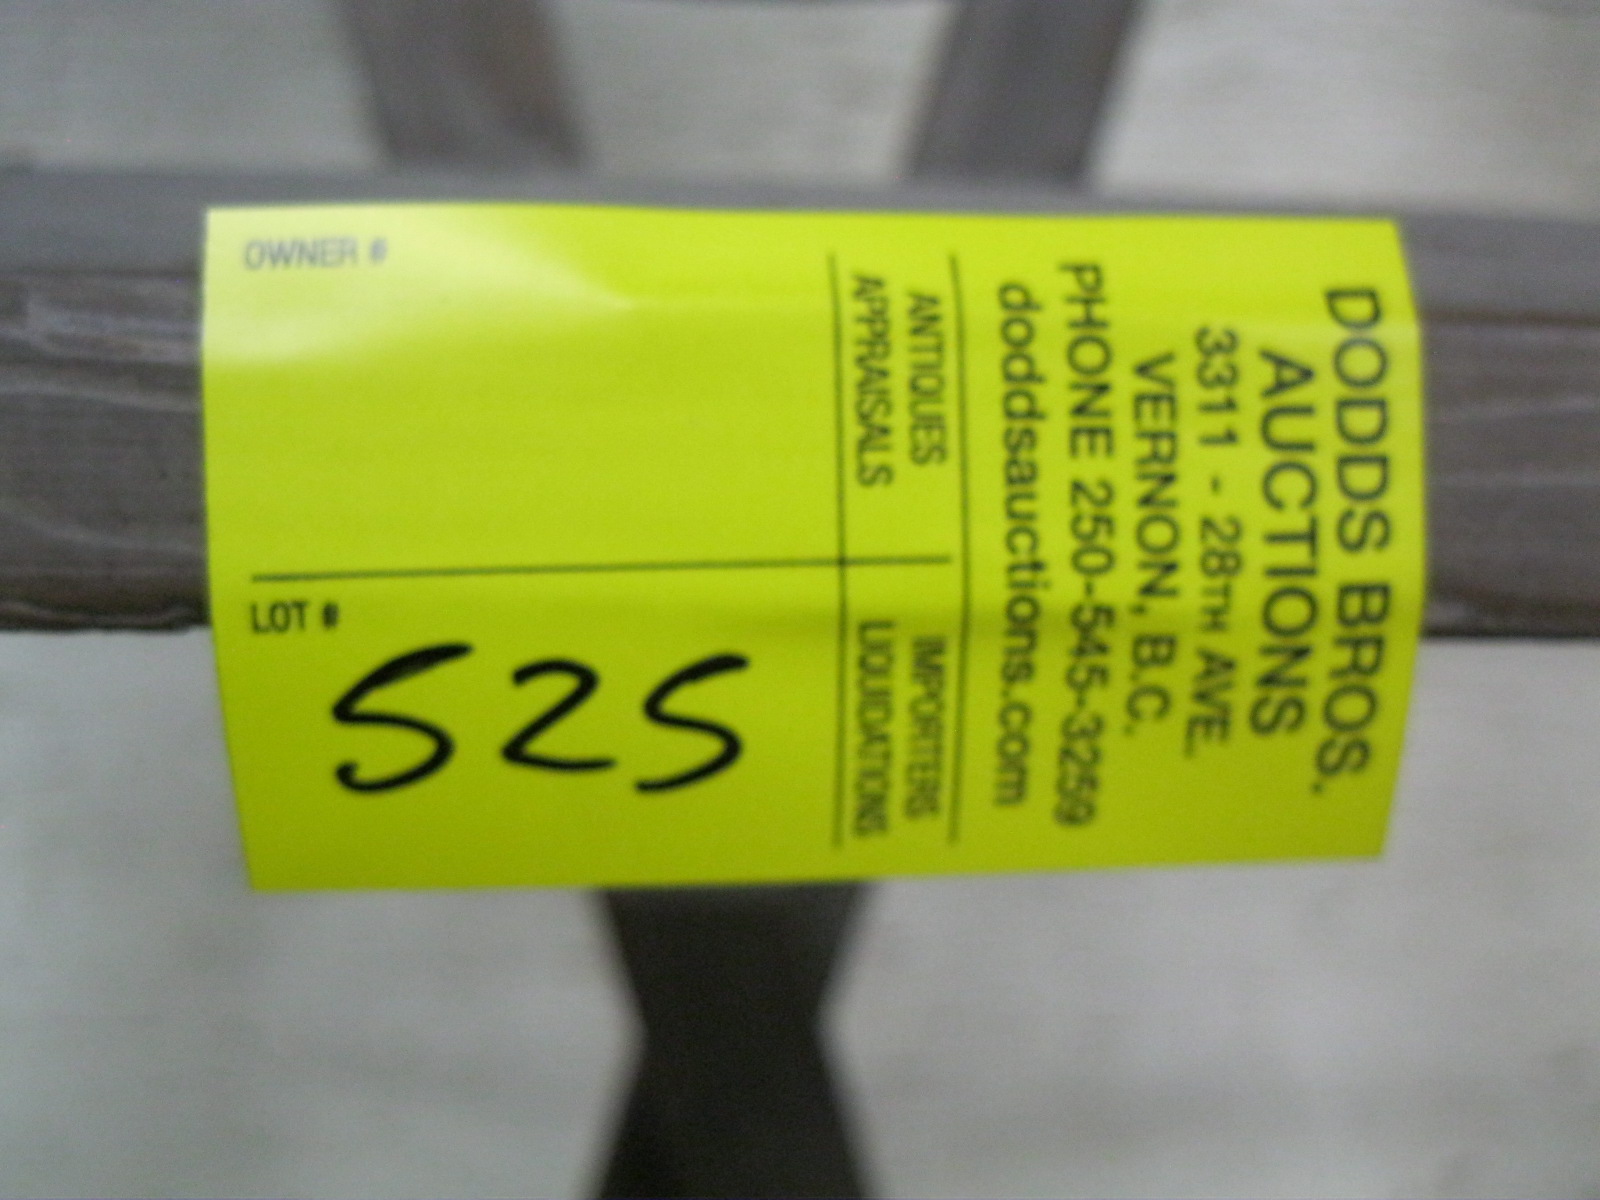 DODDS BROS.
AUCTIONS
3311 - 28TH AVE.
VERNON, B.C.
PHONE 250-545-3259
doddsauctions.com
ANTIQUES IMPORTERS
APPRAISALS LIQUIDATIONS
OWNER #
LOT #
525